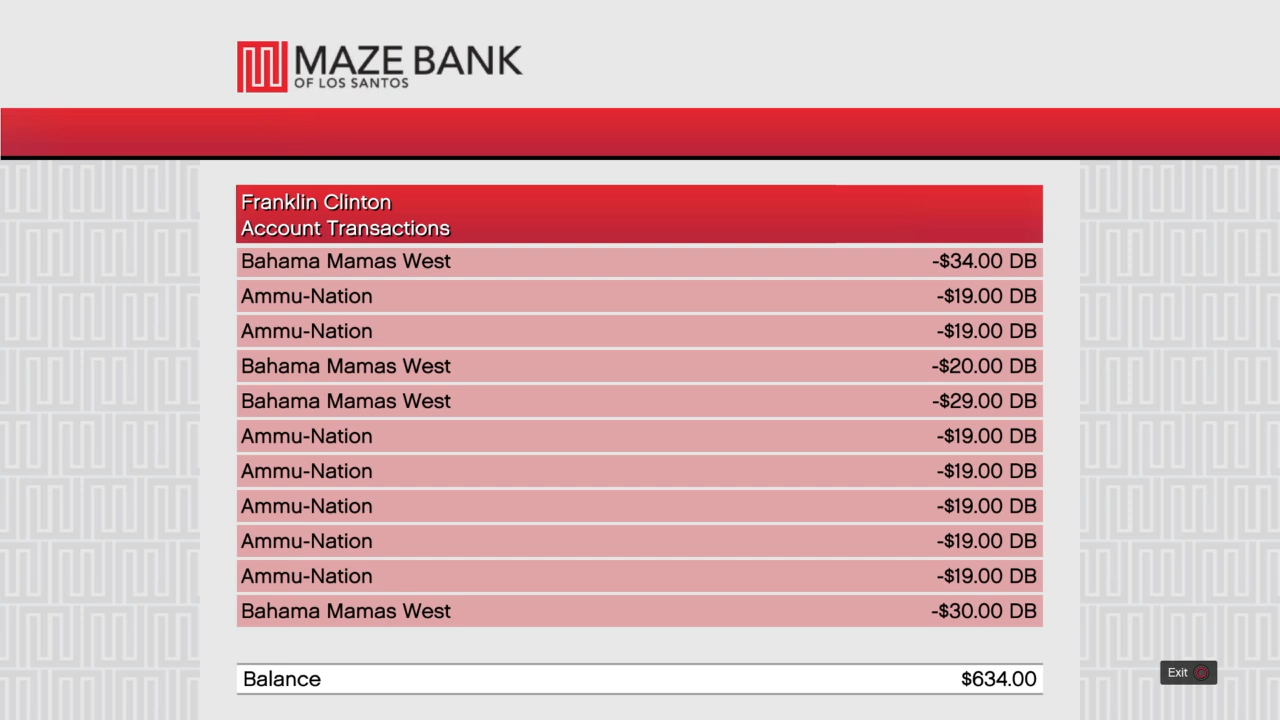 MAZE BANK
OF LOS SANTOS
Franklin Clinton
Account Transactions
Bahama Mamas West -$34.00 DB
Ammu-Nation -$19.00 DB
Ammu-Nation -$19.00 DB
Bahama Mamas West -$20.00 DB
Bahama Mamas West -$29.00 DB
Ammu-Nation -$19.00 DB
Ammu-Nation -$19.00 DB
Ammu-Nation -$19.00 DB
Ammu-Nation -$19.00 DB
Ammu-Nation -$19.00 DB
Bahama Mamas West -$30.00 DB
Balance $634.00
Exit